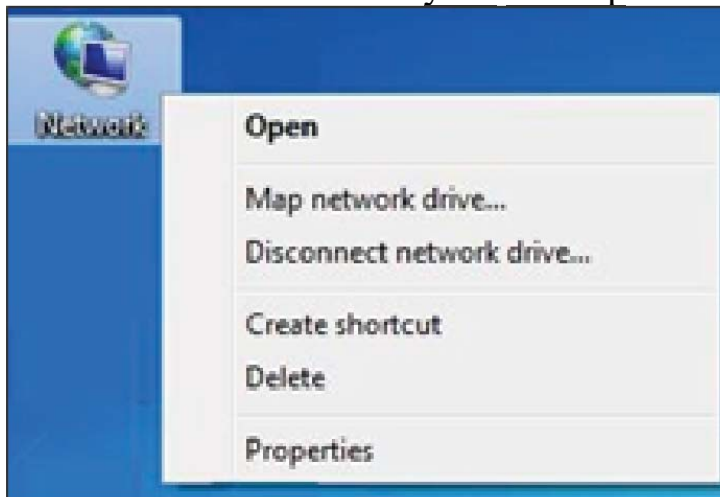 Network
Open
Map network drive...
Disconnect network drive...
Create shortcut
Delete
Properties